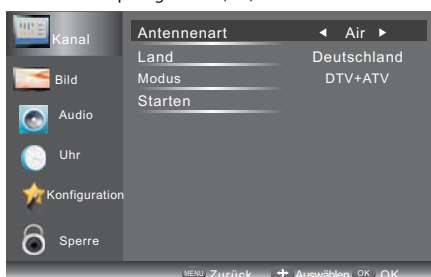 Kanal
Bild
Audio
Uhr
Konfiguration
Sperre
Antennenart ◄ Air ►
Land Deutschland
Modus DTV+ATV
Starten
MENU Zurück Auswählen OK OK